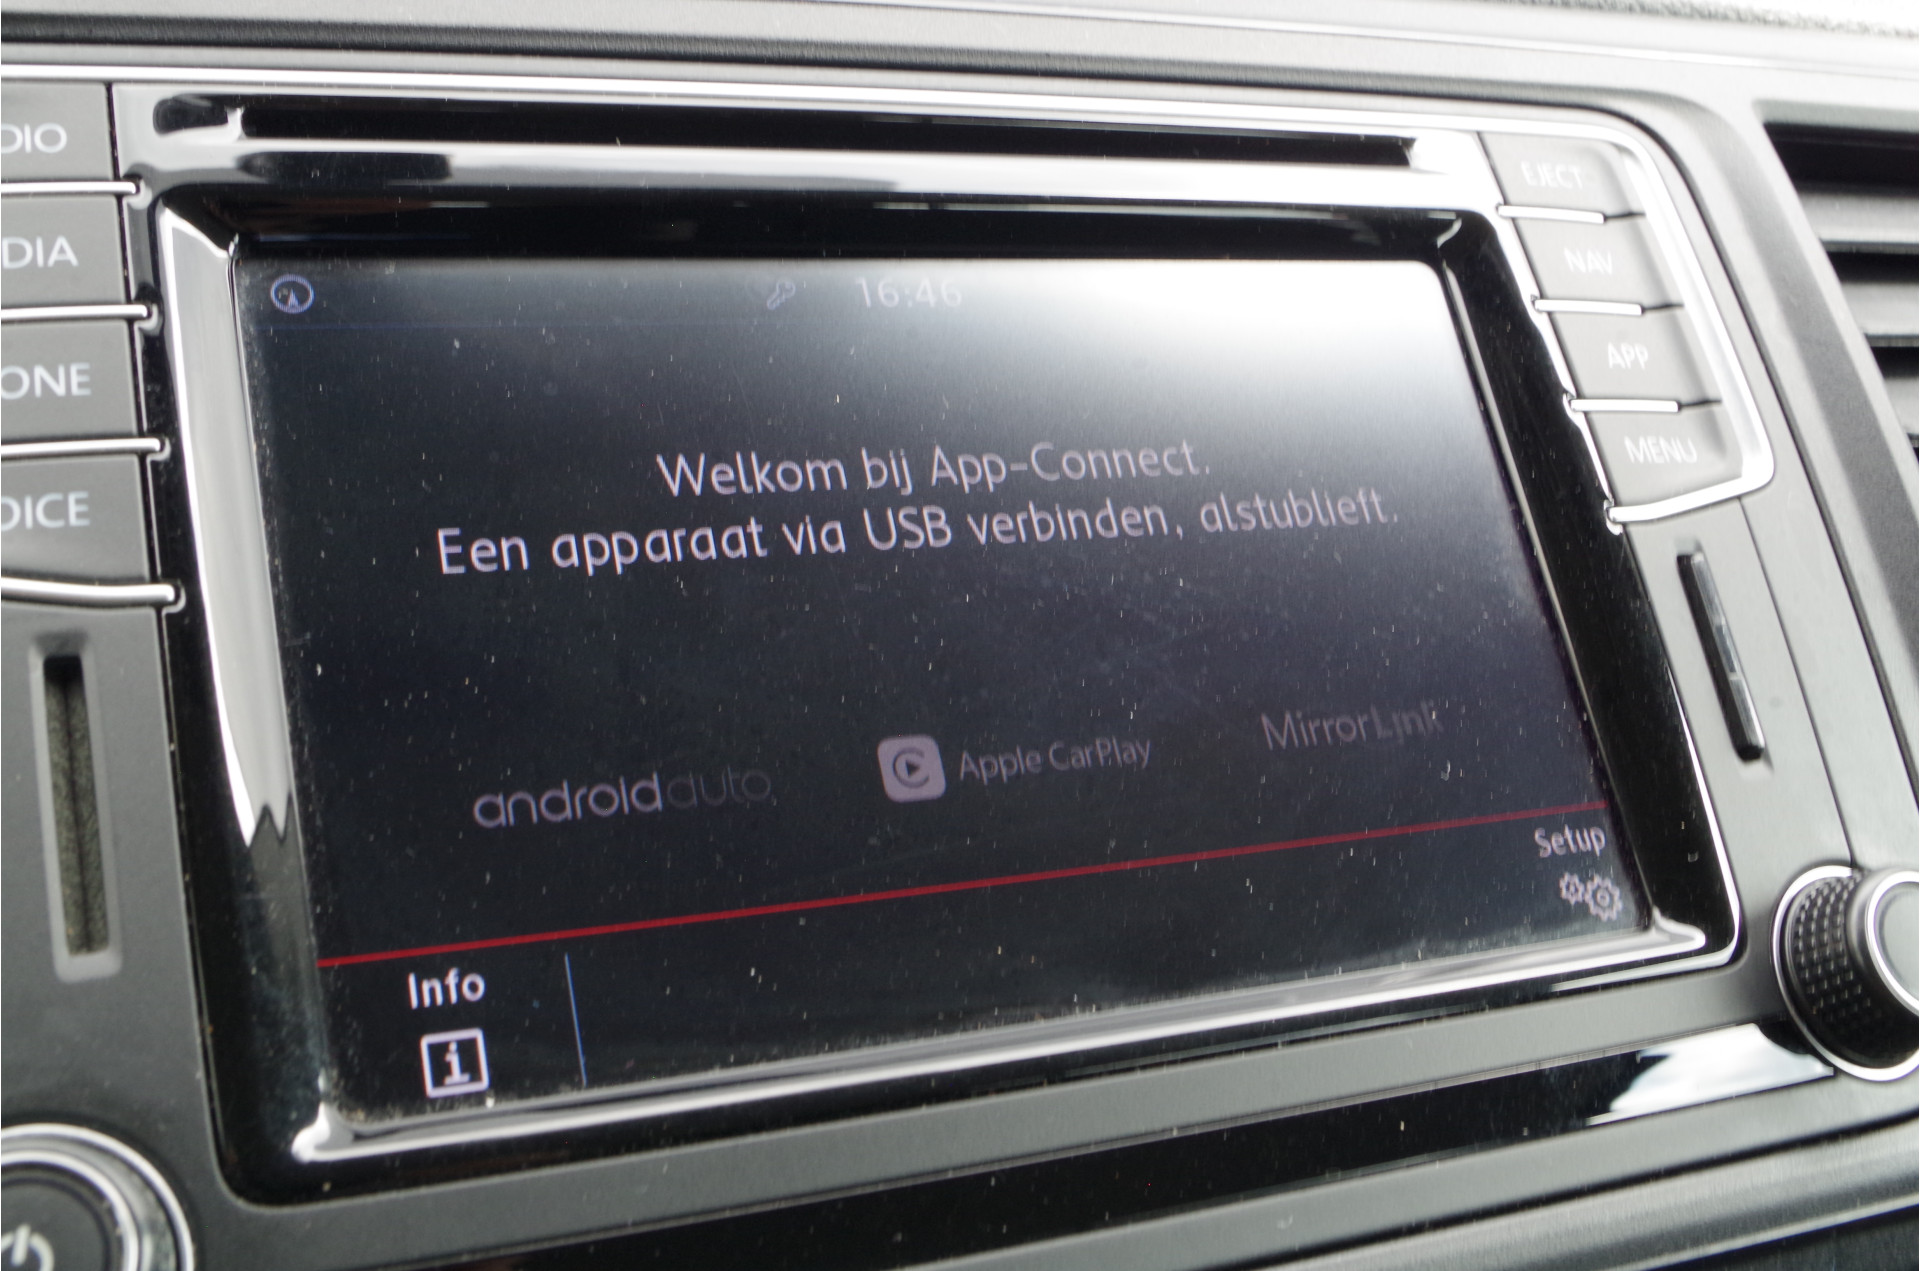 DIO
EJECT
DIA
NAV
16:46
APP
ONE
MENU
Welkom bij App-Connect.
OICE
Een apparaat via USB verbinden, alstublieft.
androidauto
Apple CarPlay
MirrorLink
Setup
Info